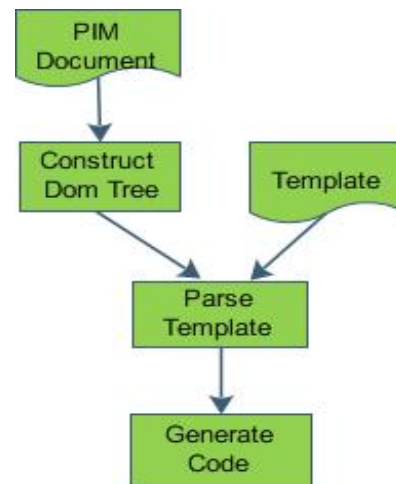 PIM
Document
Construct
Dom Tree
Template
Parse
Template
Generate
Code